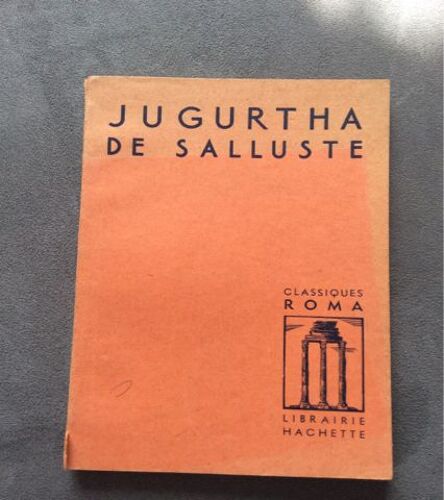 JUGURTHA
DE SALLUSTE
CLASSIQUES
ROMA
LIBRAIRIE
HACHETTE